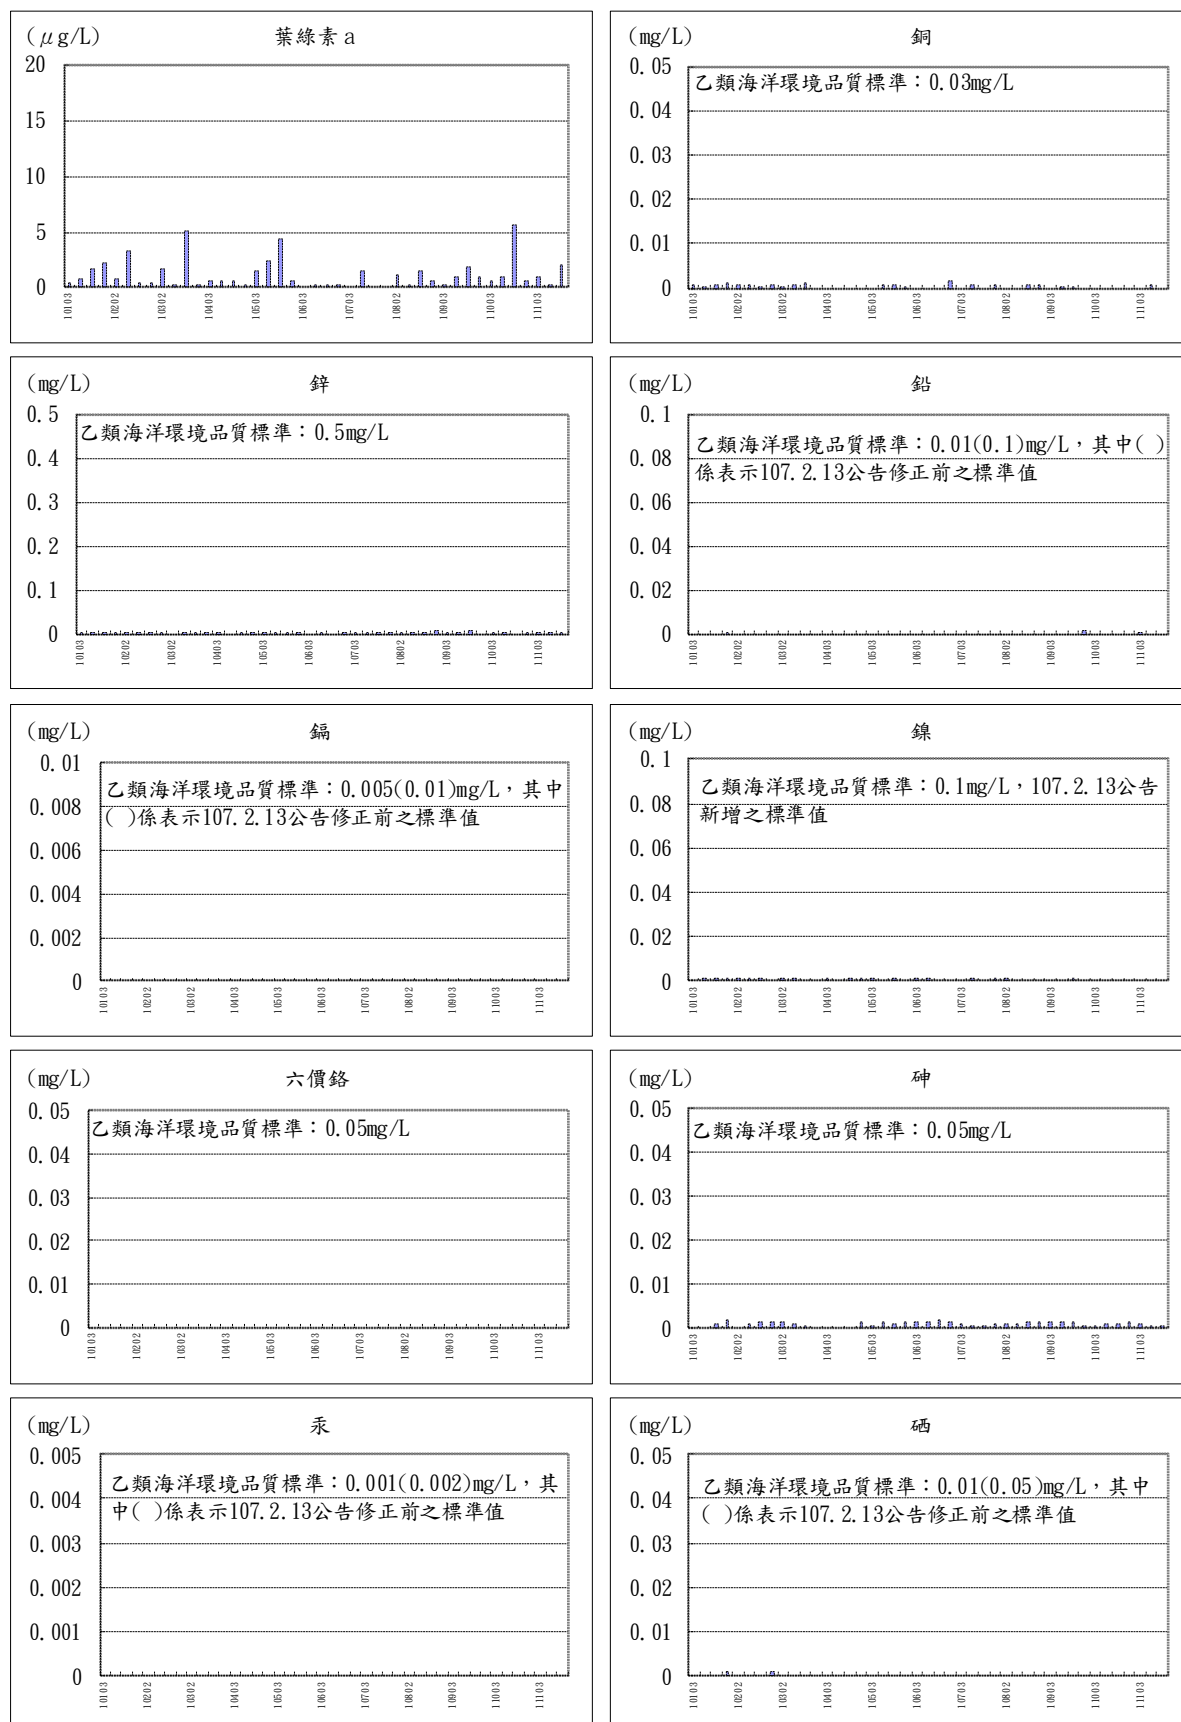 (μg/L) 葉綠素a
20
15
10
5
0
10103 10202 10302 10403 10503 10603 10703 10802 10903 11003 11103
(mg/L) 銅
0.05
乙類海洋環境品質標準：0.03mg/L
0.04
0.03
0.02
0.01
0
10103 10202 10302 10403 10503 10603 10703 10802 10903 11003 11103
(mg/L) 鋅
0.5
乙類海洋環境品質標準：0.5mg/L
0.4
0.3
0.2
0.1
0
10103 10202 10302 10403 10503 10603 10703 10802 10903 11003 11103
(mg/L) 鉛
0.1
乙類海洋環境品質標準：0.01(0.1)mg/L，其中( )
係表示107.2.13公告修正前之標準值
0.08
0.06
0.04
0.02
0
10103 10202 10302 10403 10503 10603 10703 10802 10903 11003 11103
(mg/L) 鎘
0.01
乙類海洋環境品質標準：0.005(0.01)mg/L，其中
( )係表示107.2.13公告修正前之標準值
0.008
0.006
0.004
0.002
0
10103 10202 10302 10403 10503 10603 10703 10802 10903 11003 11103
(mg/L) 鎳
0.1
乙類海洋環境品質標準：0.1mg/L，107.2.13公告
新增之標準值
0.08
0.06
0.04
0.02
0
10103 10202 10302 10403 10503 10603 10703 10802 10903 11003 11103
(mg/L) 六價鉻
0.05
乙類海洋環境品質標準：0.05mg/L
0.04
0.03
0.02
0.01
0
10103 10202 10302 10403 10503 10603 10703 10802 10903 11003 11103
(mg/L) 砷
0.05
乙類海洋環境品質標準：0.05mg/L
0.04
0.03
0.02
0.01
0
10103 10202 10302 10403 10503 10603 10703 10802 10903 11003 11103
(mg/L) 汞
0.005
乙類海洋環境品質標準：0.001(0.002)mg/L，其
中( )係表示107.2.13公告修正前之標準值
0.004
0.003
0.002
0.001
0
10103 10202 10302 10403 10503 10603 10703 10802 10903 11003 11103
(mg/L) 硒
0.05
乙類海洋環境品質標準：0.01(0.05)mg/L，其中
( )係表示107.2.13公告修正前之標準值
0.04
0.03
0.02
0.01
0
10103 10202 10302 10403 10503 10603 10703 10802 10903 11003 11103